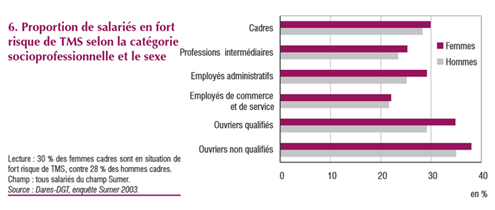 6. Proportion de salariés en fort
risque de TMS selon la catégorie
socioprofessionnelle et le sexe
Lecture : 30 % des femmes cadres sont en situation de
fort risque de TMS, contre 28 % des hommes cadres.
Champ : tous salariés du champ Sumer.
Source : Dares-DGT, enquête Sumer 2003.
Cadres
Professions intermédiaires
Employés administratifs
Employés de commerce
et de service
Ouvriers qualifiés
Ouvriers non qualifiés
Femmes
Hommes
0 10 20 30 40
en %